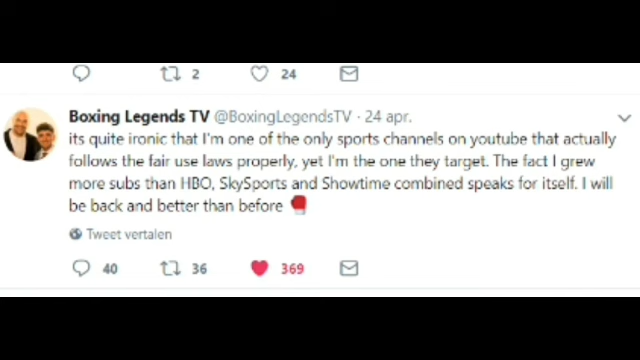 2 24
Boxing Legends TV @BoxingLegendsTV · 24 apr.
its quite ironic that I'm one of the only sports channels on youtube that actually
follows the fair use laws properly, yet I'm the one they target. The fact I grew
more subs than HBO, SkySports and Showtime combined speaks for itself. I will
be back and better than before
Tweet vertalen
40 36 369